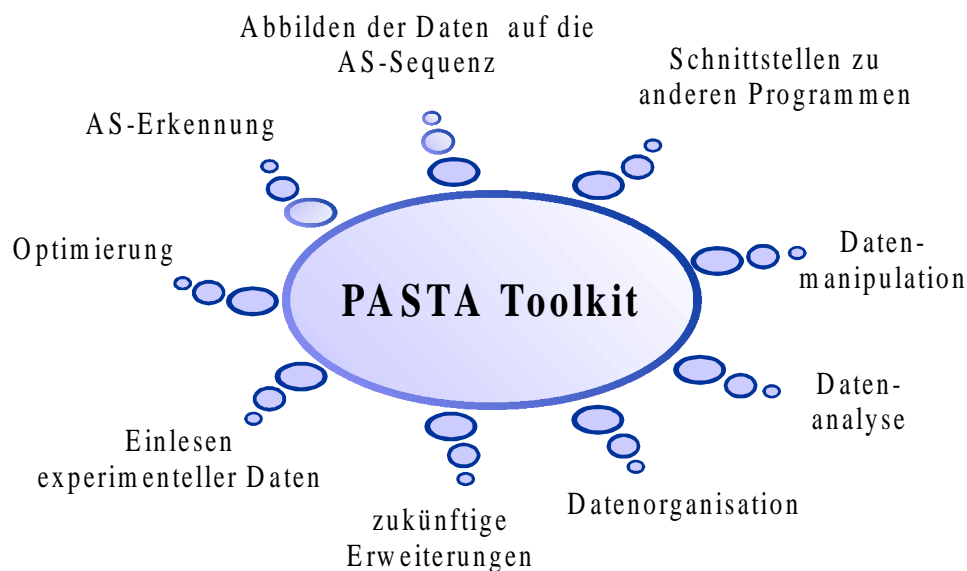 Abbilden der Daten auf die
AS-Sequenz
Schnittstellen zu
anderen Programmen
AS-Erkennung
Optimierung
Daten-
manipulation
PASTA Toolkit
Daten-
analyse
Einlesen
experimenteller Daten
Datenorganisation
zukünftige
Erweiterungen